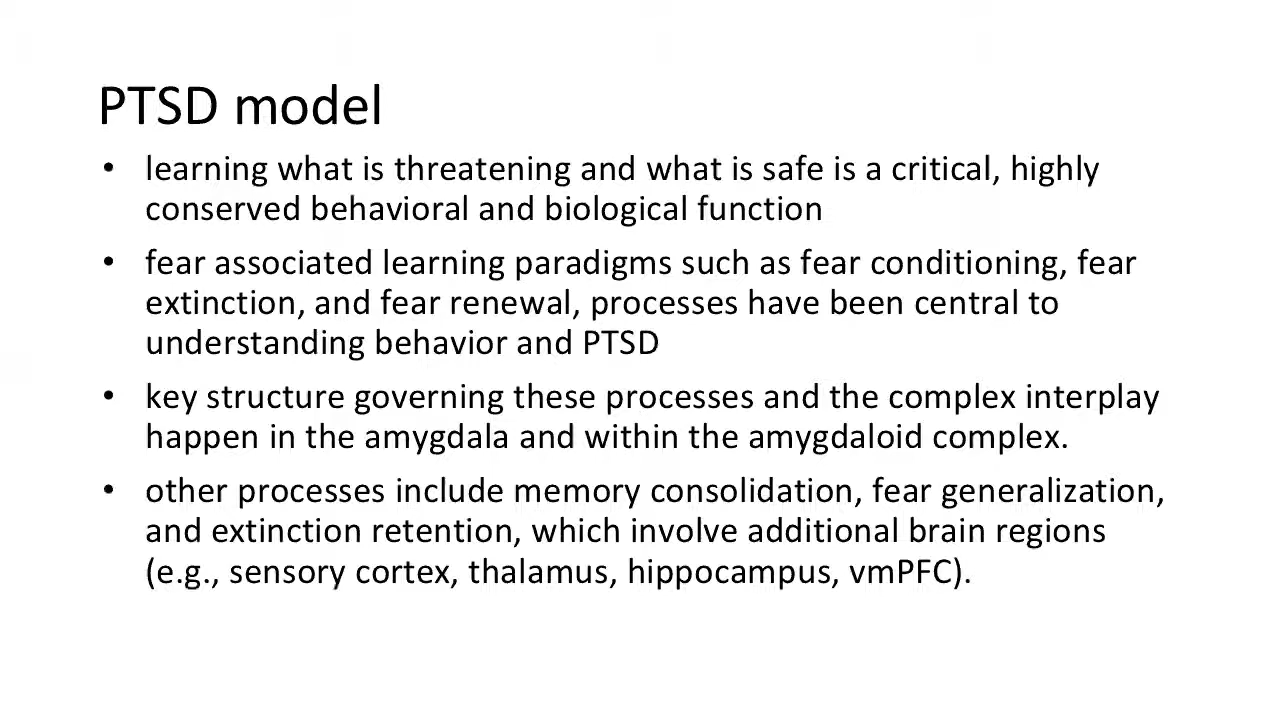 PTSD model
• learning what is threatening and what is safe is a critical, highly
conserved behavioral and biological function
• fear associated learning paradigms such as fear conditioning, fear
extinction, and fear renewal, processes have been central to
understanding behavior and PTSD
• key structure governing these processes and the complex interplay
happen in the amygdala and within the amygdaloid complex.
• other processes include memory consolidation, fear generalization,
and extinction retention, which involve additional brain regions
(e.g., sensory cortex, thalamus, hippocampus, vmPFC).